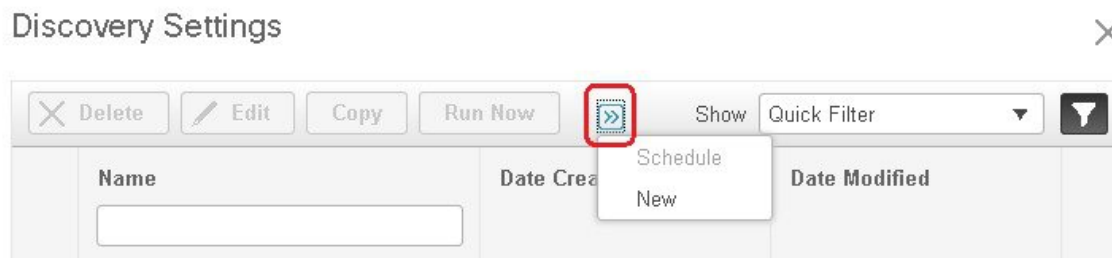 Discovery Settings
Delete Edit Copy Run Now Show Quick Filter
Schedule
Name Date Crea Date Modified
New